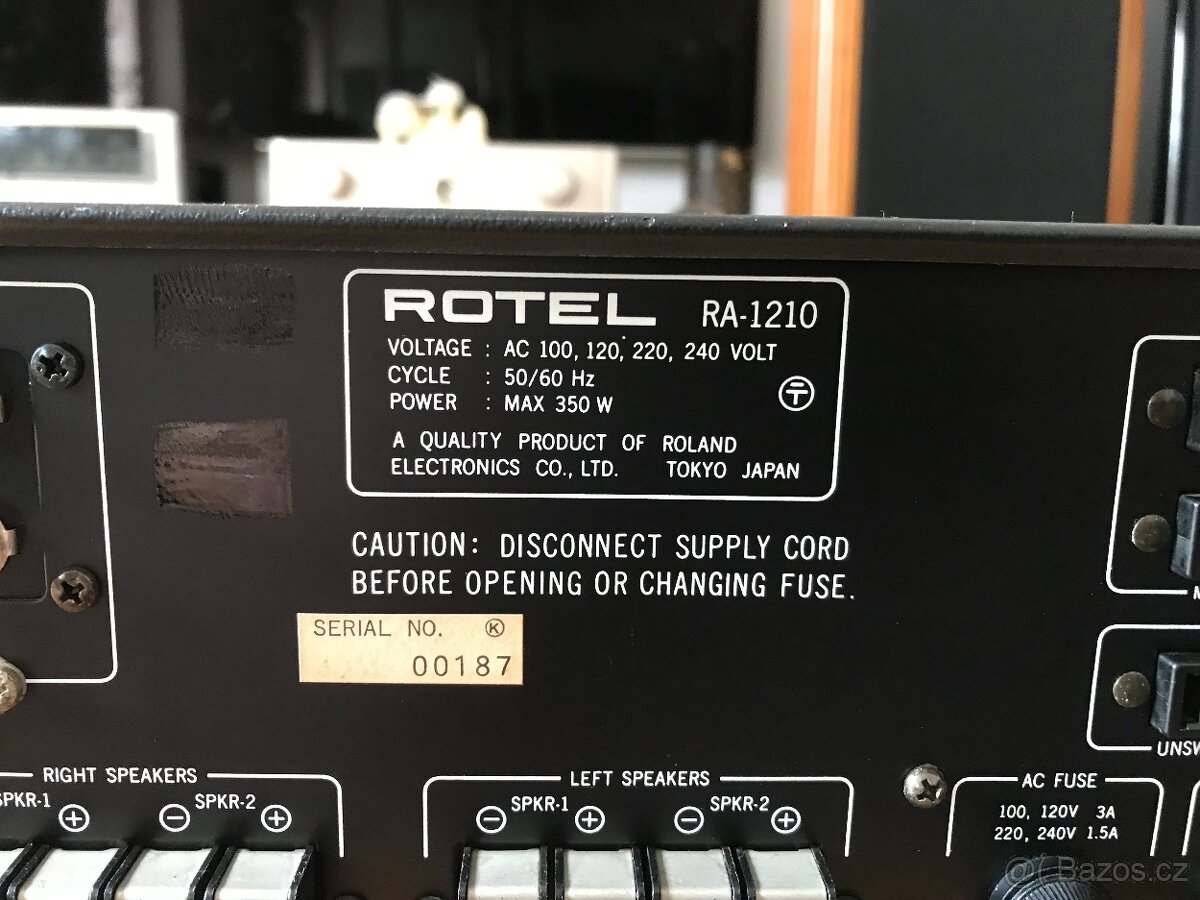 ROTEL RA-1210
VOLTAGE : AC 100, 120, 220, 240 VOLT
CYCLE : 50/60 Hz
POWER : MAX 350 W
A QUALITY PRODUCT OF ROLAND
ELECTRONICS CO., LTD. TOKYO JAPAN
CAUTION: DISCONNECT SUPPLY CORD
BEFORE OPENING OR CHANGING FUSE.
SERIAL NO. Ⓚ
00187
UNSW
RIGHT SPEAKERS
SPKR-1
⊕ ⊖ SPKR-2 ⊕
LEFT SPEAKERS
⊖ SPKR-1 ⊕ ⊖ SPKR-2 ⊕
AC FUSE
100, 120V 3A
220, 240V 1.5A
@ Bazos.cz